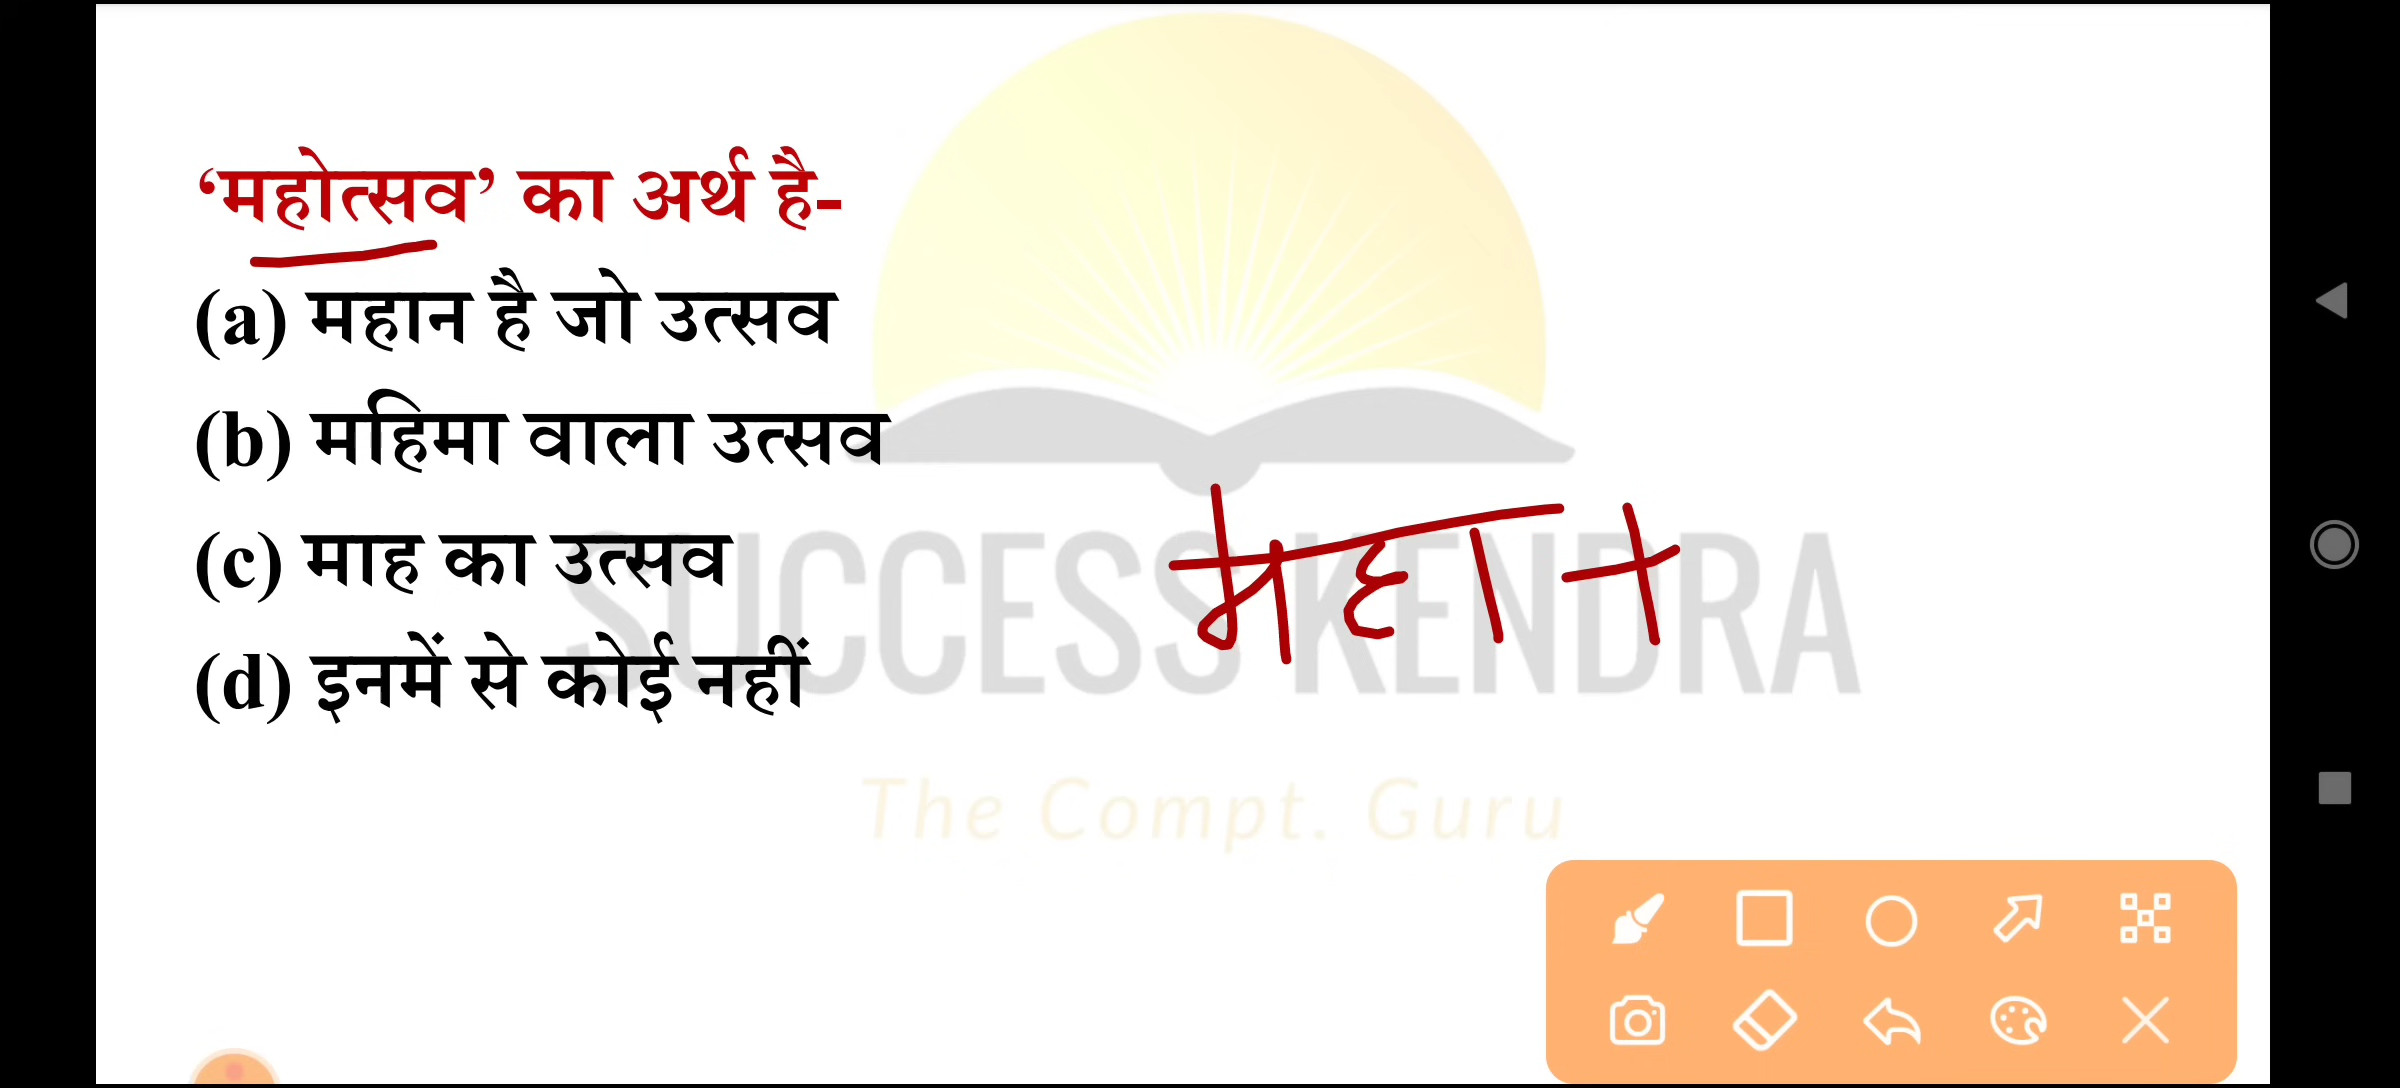 ‘महोत्सव’ का अर्थ है-
(a) महान है जो उत्सव
(b) महिमा वाला उत्सव
(c) माह का उत्सव
(d) इनमें से कोई नहीं
महा +
SUCCESS KENDRA
The Compt. Guru